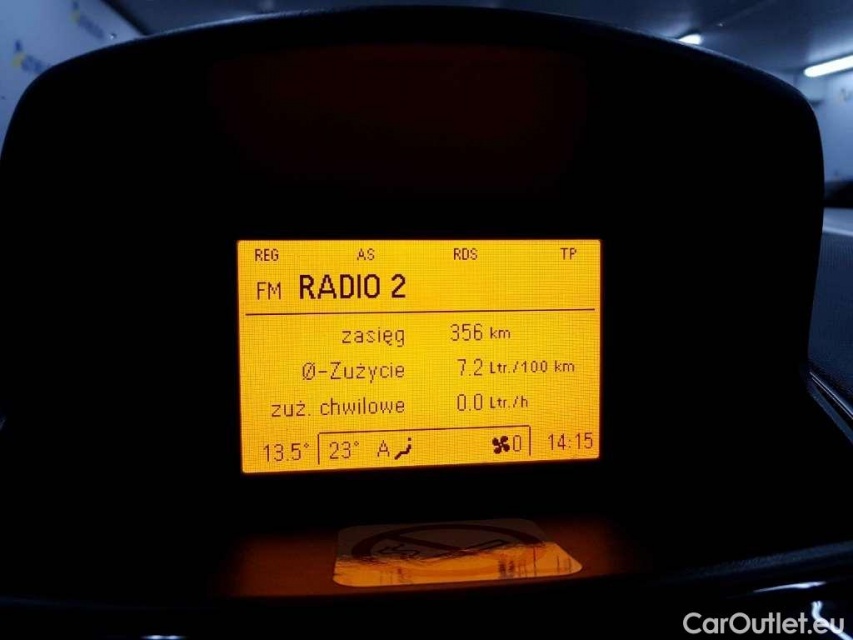 REG AS RDS TP
FM RADIO 2
zasięg 356 km
Ø-Zużycie 7.2 Ltr./100 km
zuż. chwilowe 0.0 Ltr./h
13.5° 23° A 0 14:15
CarOutlet.eu